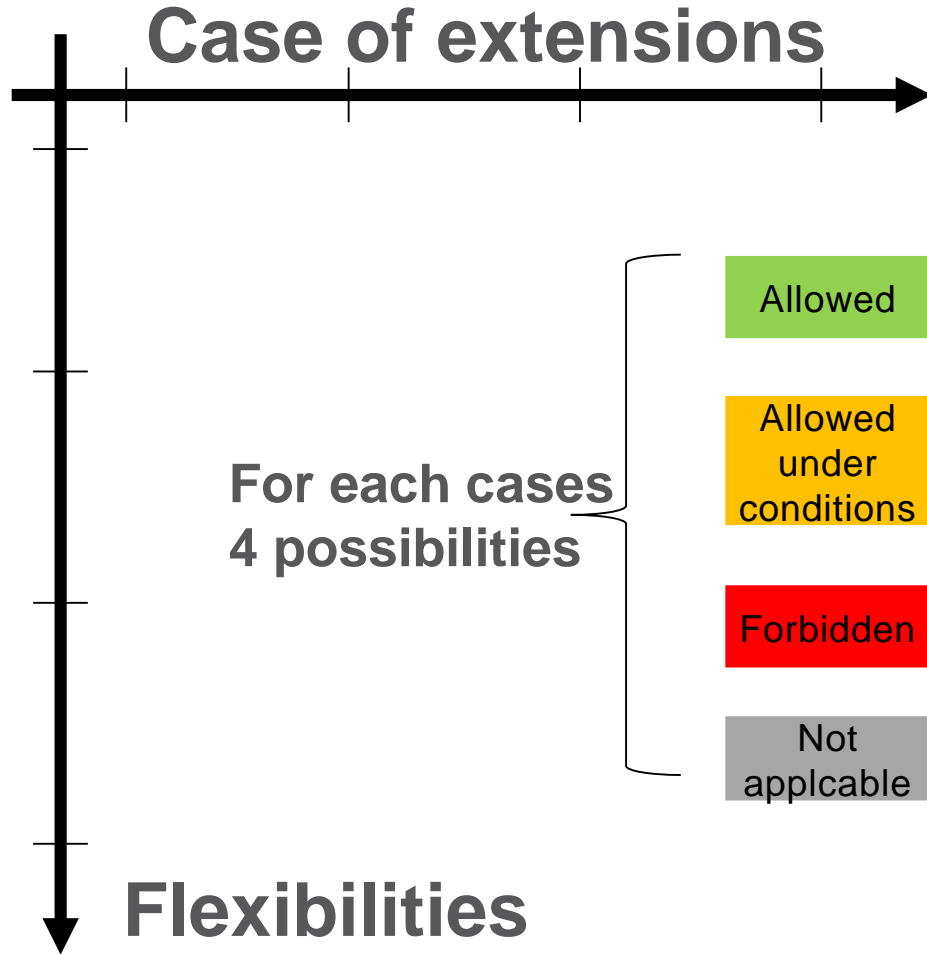 Case of extensions
Allowed
Allowed
under
conditions
For each cases
4 possibilities
Forbidden
Not
applcable
Flexibilities